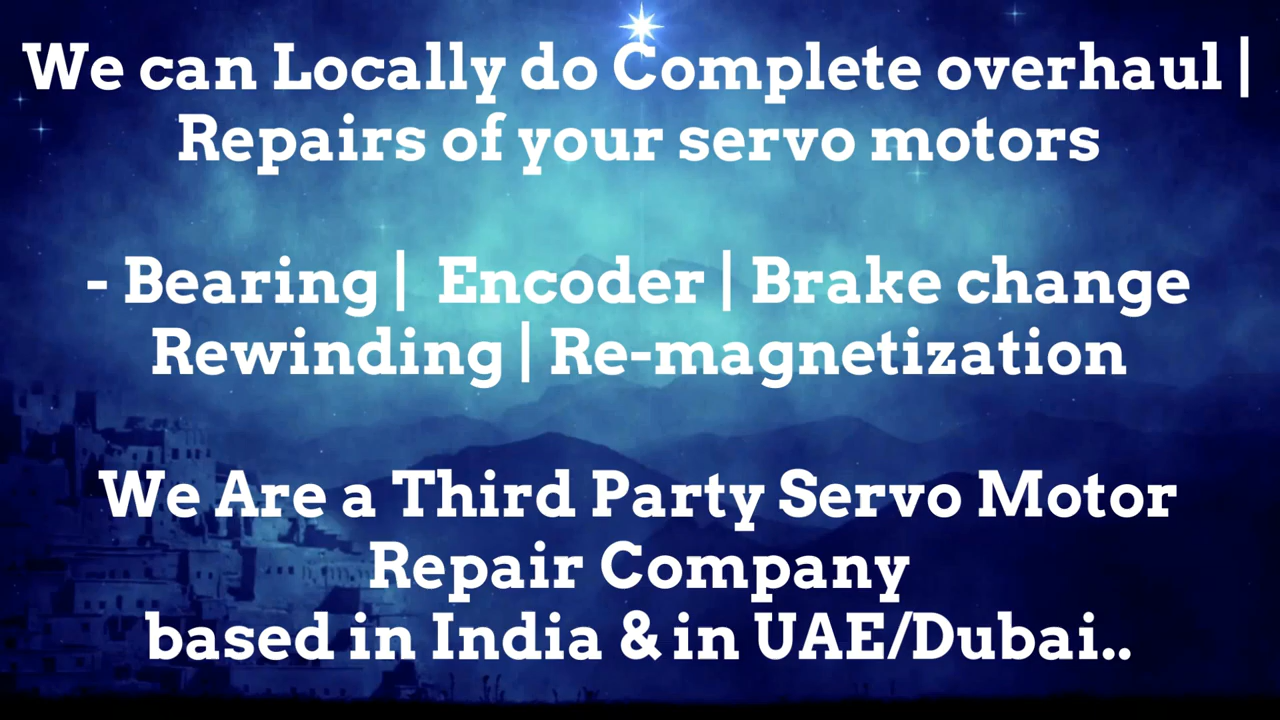 We can Locally do Complete overhaul |
Repairs of your servo motors
- Bearing | Encoder | Brake change
Rewinding | Re-magnetization
We Are a Third Party Servo Motor
Repair Company
based in India & in UAE/Dubai..